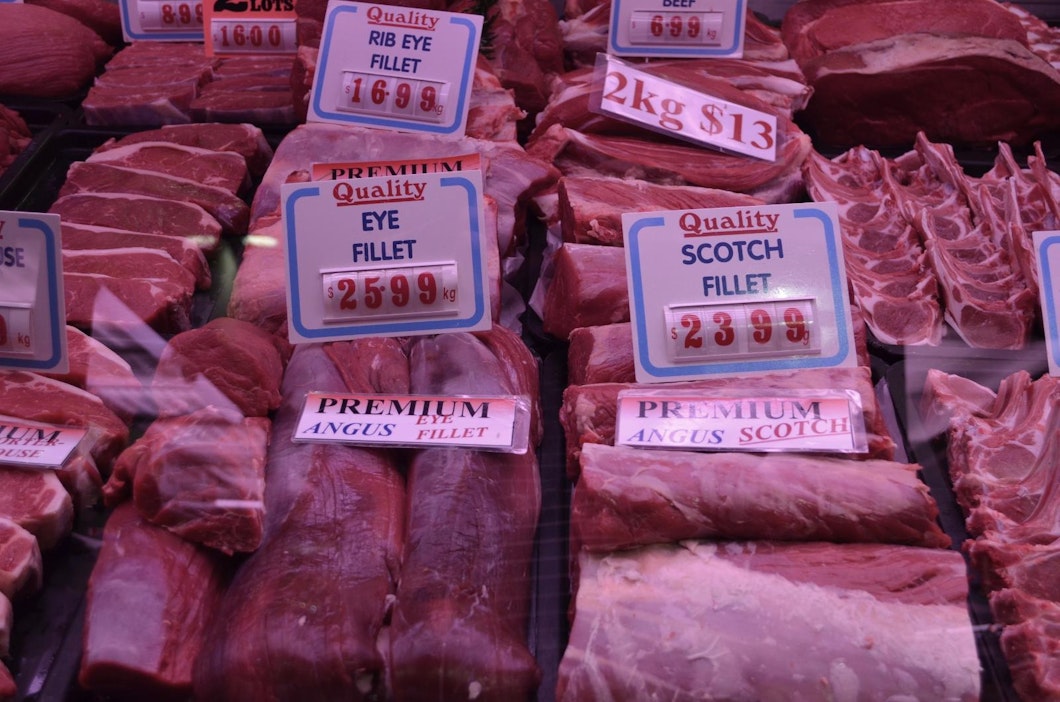 8 99
2 LOTS
16.00
Quality
RIB EYE
FILLET
$ 16.99 kg
BEEF
6.99
2kg $13
PREMIUM
Quality
EYE
FILLET
$ 25.99 kg
Quality
SCOTCH
FILLET
$ 23 99 g
kg
PREMIUM
ANGUS EYE
FILLET
PREMIUM
ANGUS SCOTCH